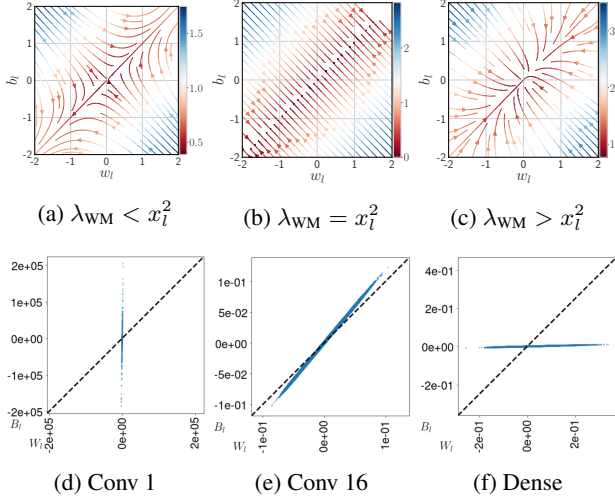 2
1
0
-1
-2
b_l
-2 -1 0 1 2
w_l
1.5
1.0
0.5
2
1
0
-1
-2
b_l
-2 -1 0 1 2
w_l
2
1
0
2
1
0
-1
-2
b_l
-2 -1 0 1 2
w_l
3
2
1
(a) λ_WM < x_l^2
(b) λ_WM = x_l^2
(c) λ_WM > x_l^2
2e+05
1e+05
0e+00
-1e+05
-2e+05
B_l
W_l
-2e+05
0e+00
2e+05
1e-01
5e-02
0e+00
-5e-02
-1e-01
B_l
W_l
-1e-01
0e+00
1e-01
4e-01
2e-01
0e+00
-2e-01
B_l
W_l
-2e-01
0e+00
2e-01
(d) Conv 1
(e) Conv 16
(f) Dense